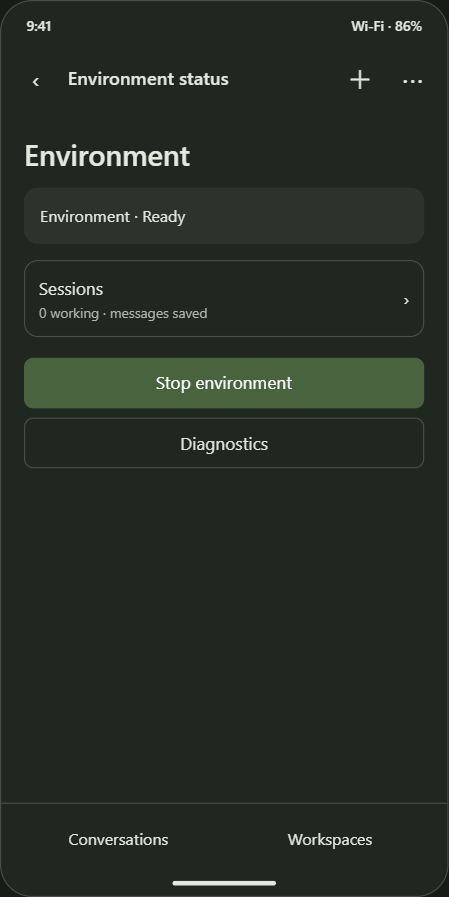 9:41
Wi-Fi · 86%
‹ Environment status + ...
Environment
Environment · Ready
Sessions
0 working · messages saved
›
Stop environment
Diagnostics
Conversations
Workspaces